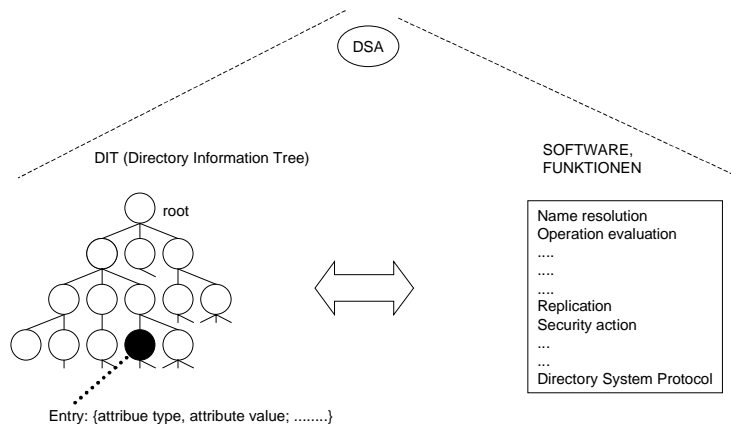 DSA
DIT (Directory Information Tree)
SOFTWARE,
FUNKTIONEN
root
Name resolution
Operation evaluation
....
....
....
Replication
Security action
...
...
Directory System Protocol
Entry: {attribue type, attribute value; ........}